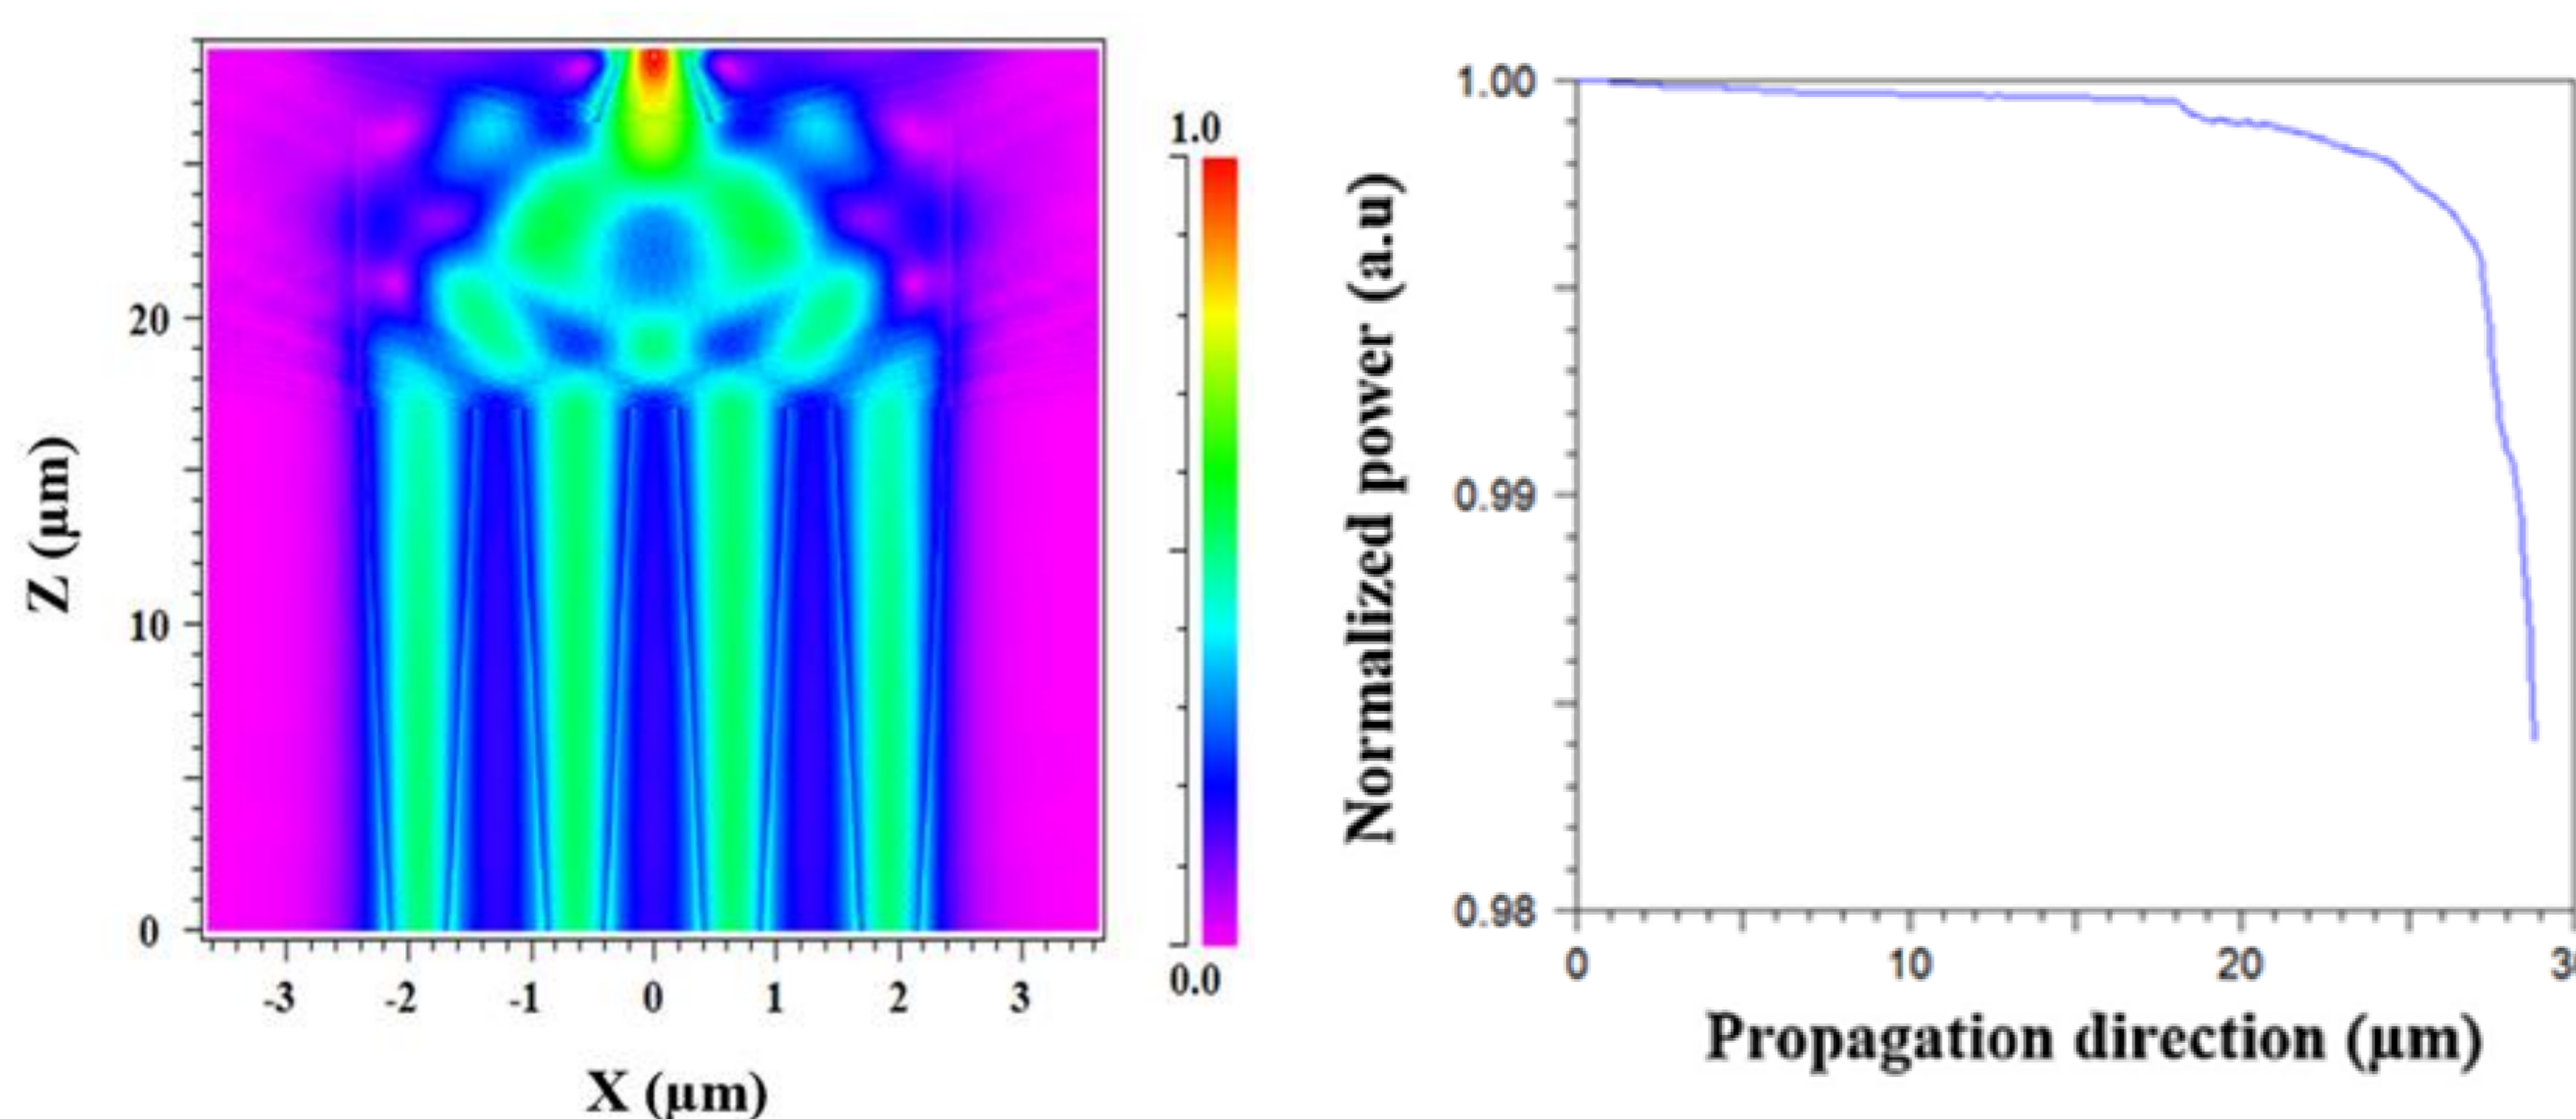 Z (µm)
20
10
0
-3 -2 -1 0 1 2 3
X (µm)
1.0
0.0
Normalized power (a.u)
1.00
0.99
0.98
0 10 20
Propagation direction (µm)